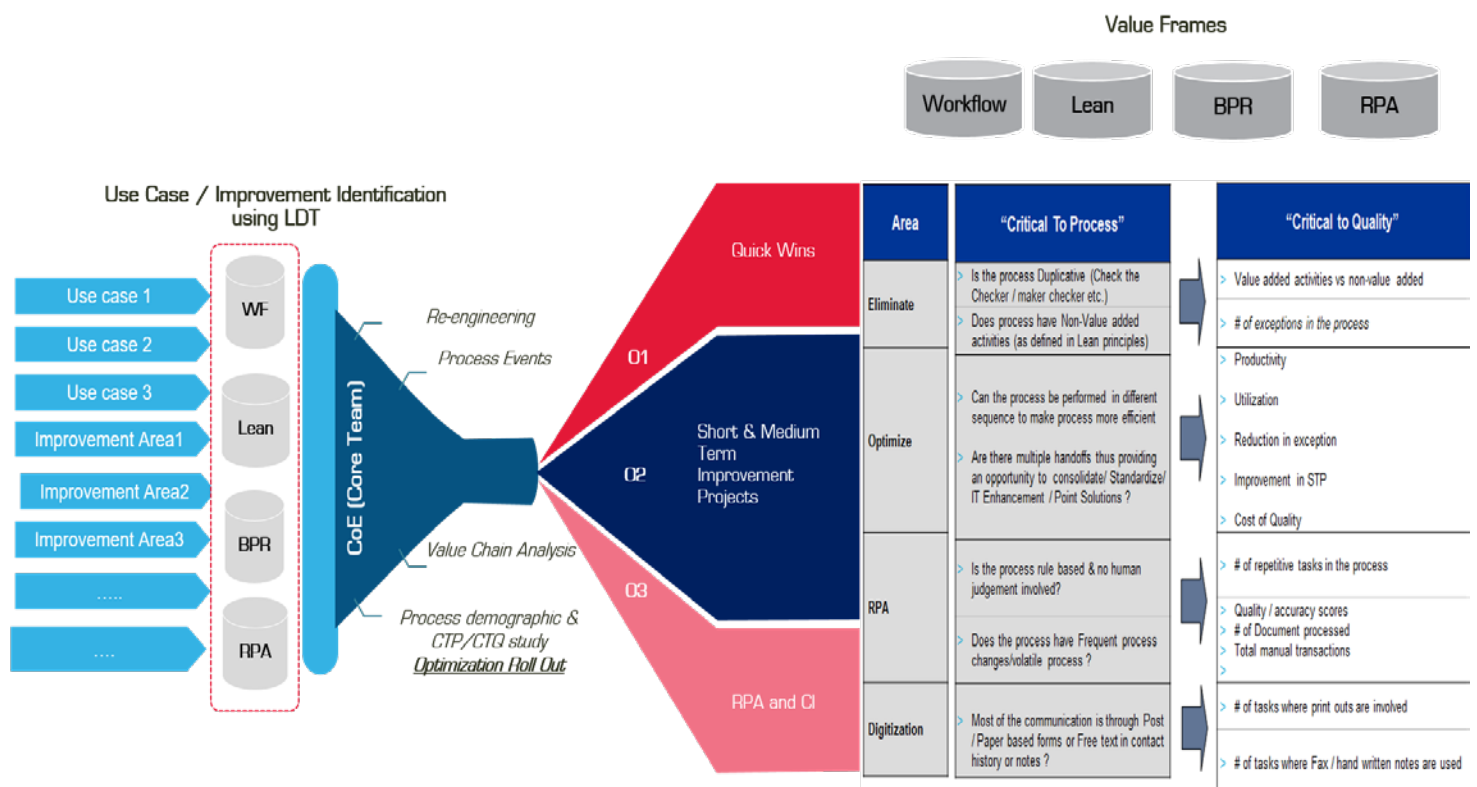 Value Frames
Workflow
Lean
BPR
RPA
Use Case / Improvement Identification
using LDT
Use case 1
Use case 2
Use case 3
Improvement Area1
Improvement Area2
Improvement Area3
.....
....
WF
Lean
BPR
RPA
CoE (Core Team)
Re-engineering
Process Events
Value Chain Analysis
Process demographic &
CTP/CTQ study
Optimization Roll Out
01
Quick Wins
02
Short & Medium
Term
Improvement
Projects
03
RPA and CI
Area
“Critical To Process”
“Critical to Quality”
Eliminate
> Is the process Duplicative (Check the
Checker / maker checker etc.)
> Does process have Non-Value added
activities (as defined in Lean principles)
> Value added activities vs non-value added
> # of exceptions in the process
Optimize
> Can the process be performed in different
sequence to make process more efficient
> Are there multiple handoffs thus providing
an opportunity to consolidate/ Standardize/
IT Enhancement / Point Solutions ?
> Productivity
> Utilization
> Reduction in exception
> Improvement in STP
> Cost of Quality
RPA
> Is the process rule based & no human
judgement involved?
> Does the process have Frequent process
changes/volatile process ?
> # of repetitive tasks in the process
> Quality / accuracy scores
> # of Document processed
> Total manual transactions
>
Digitization
> Most of the communication is through Post
/ Paper based forms or Free text in contact
history or notes ?
> # of tasks where print outs are involved
> # of tasks where Fax / hand written notes are used